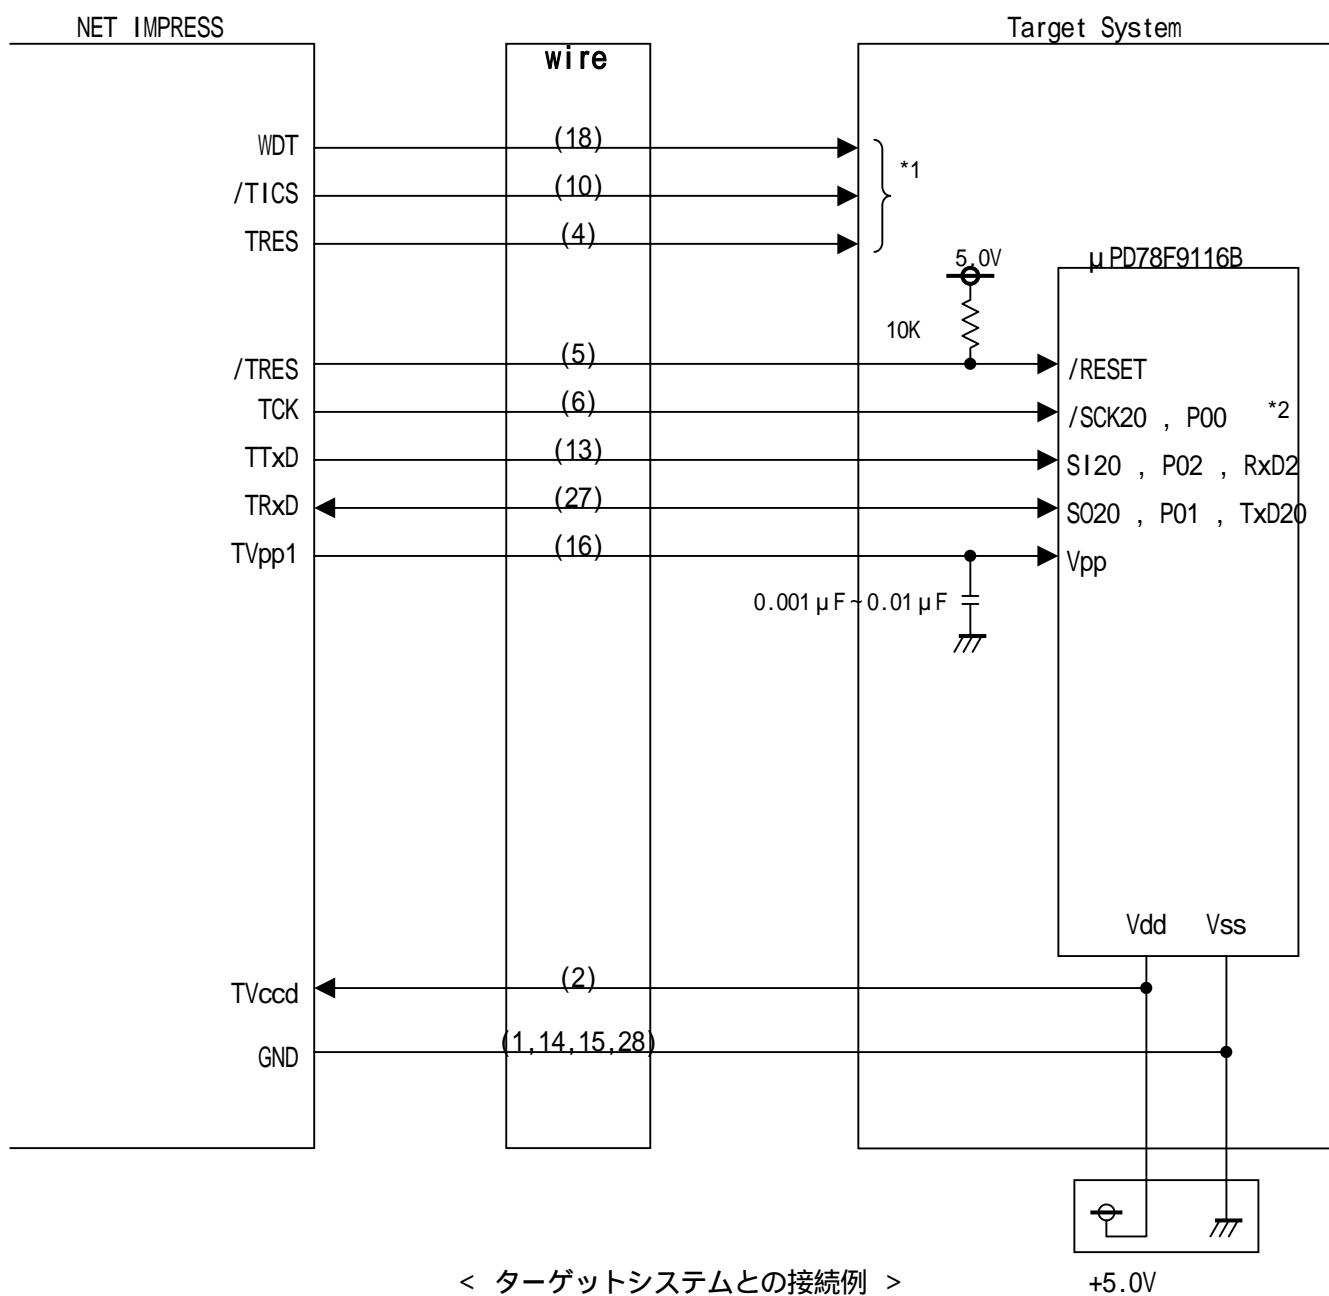 NET IMPRESS
Target System
wire
WDT (18)
*1
/TICS (10)
TRES (4)
5.0V
μPD78F9116B
10K
/TRES (5) /RESET
TCK (6) /SCK20 , P00 *2
TTxD (13) SI20 , P02 , RxD2
TRxD (27) SO20 , P01 , TxD20
TVpp1 (16) Vpp
0.001μF~0.01μF
Vdd Vss
TVccd (2)
GND (1,14,15,28)
< ターゲットシステムとの接続例 >
+5.0V